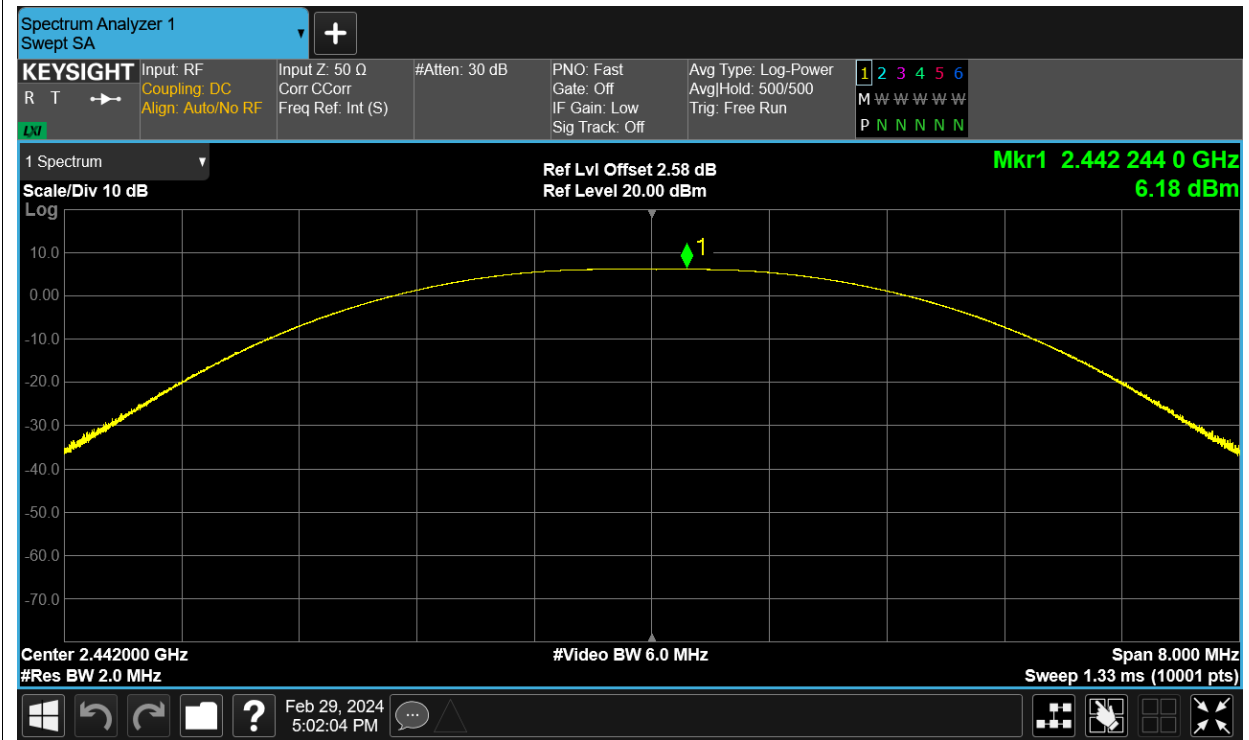 Spectrum Analyzer 1
Swept SA
KEYSIGHT
R T
LXI
Input: RF
Coupling: DC
Align: Auto/No RF
Input Z: 50 Ω
Corr CCorr
Freq Ref: Int (S)
#Atten: 30 dB
PNO: Fast
Gate: Off
IF Gain: Low
Sig Track: Off
Avg Type: Log-Power
Avg|Hold: 500/500
Trig: Free Run
1 2 3 4 5 6
M W W W W W
P N N N N N
1 Spectrum
Scale/Div 10 dB
Log
Ref Lvl Offset 2.58 dB
Ref Level 20.00 dBm
Mkr1 2.442 244 0 GHz
6.18 dBm
1
10.0
0.00
-10.0
-20.0
-30.0
-40.0
-50.0
-60.0
-70.0
Center 2.442000 GHz
#Res BW 2.0 MHz
#Video BW 6.0 MHz
Span 8.000 MHz
Sweep 1.33 ms (10001 pts)
?
Feb 29, 2024
5:02:04 PM